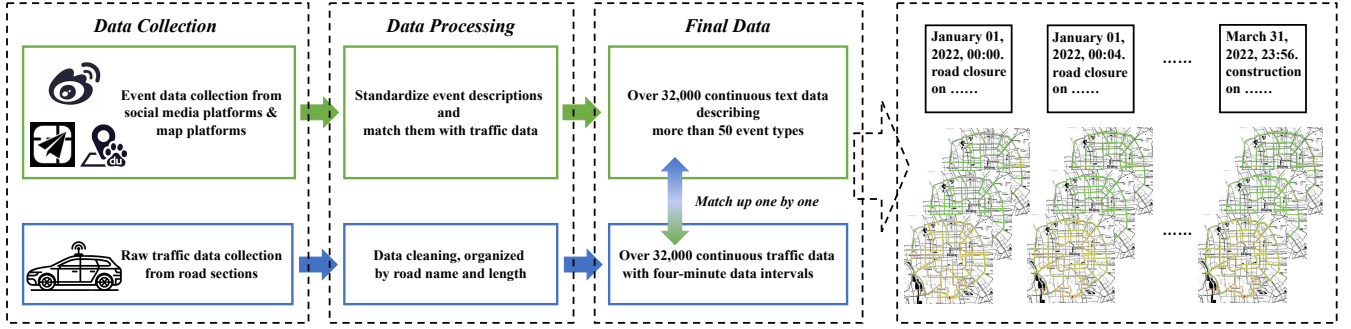 Data Collection
Event data collection from
social media platforms &
map platforms
du
Raw traffic data collection
from road sections
Data Processing
Standardize event descriptions
and
match them with traffic data
Data cleaning, organized
by road name and length
Final Data
Over 32,000 continuous text data
describing
more than 50 event types
Match up one by one
Over 32,000 continuous traffic data
with four-minute data intervals
January 01,
2022, 00:00.
road closure
on ……
January 01,
2022, 00:04.
road closure
on ……
……
March 31,
2022, 23:56.
construction
on ……
……